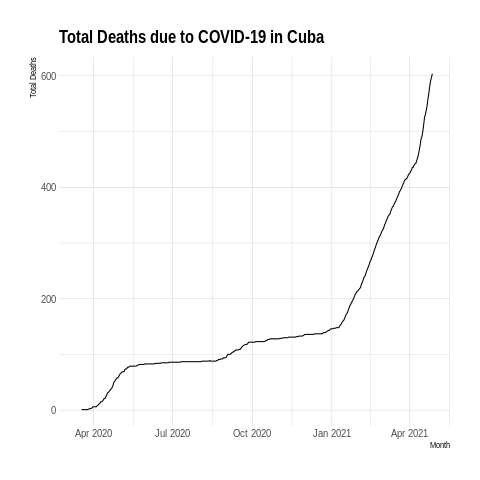 Total Deaths due to COVID-19 in Cuba
Total Deaths
600
400
200
0
Apr 2020 Jul 2020 Oct 2020 Jan 2021 Apr 2021
Month